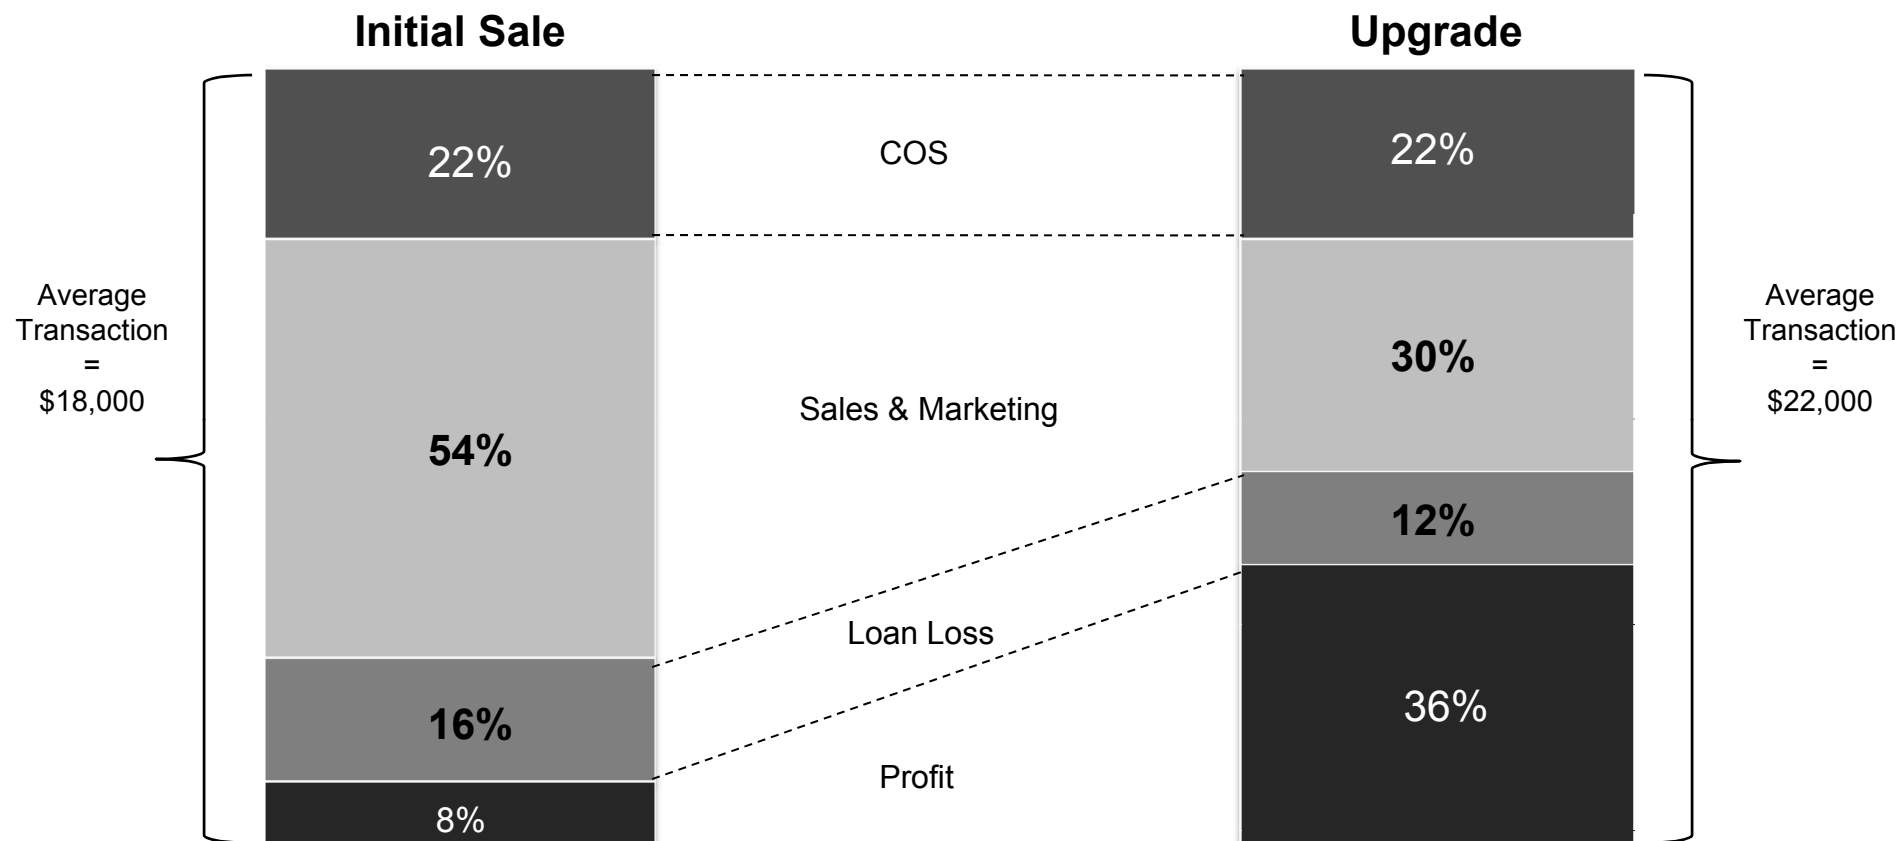 Initial Sale
Upgrade
22%
COS
22%
Average
Transaction
=
$18,000
54%
Sales & Marketing
30%
Average
Transaction
=
$22,000
12%
16%
Loan Loss
36%
8%
Profit